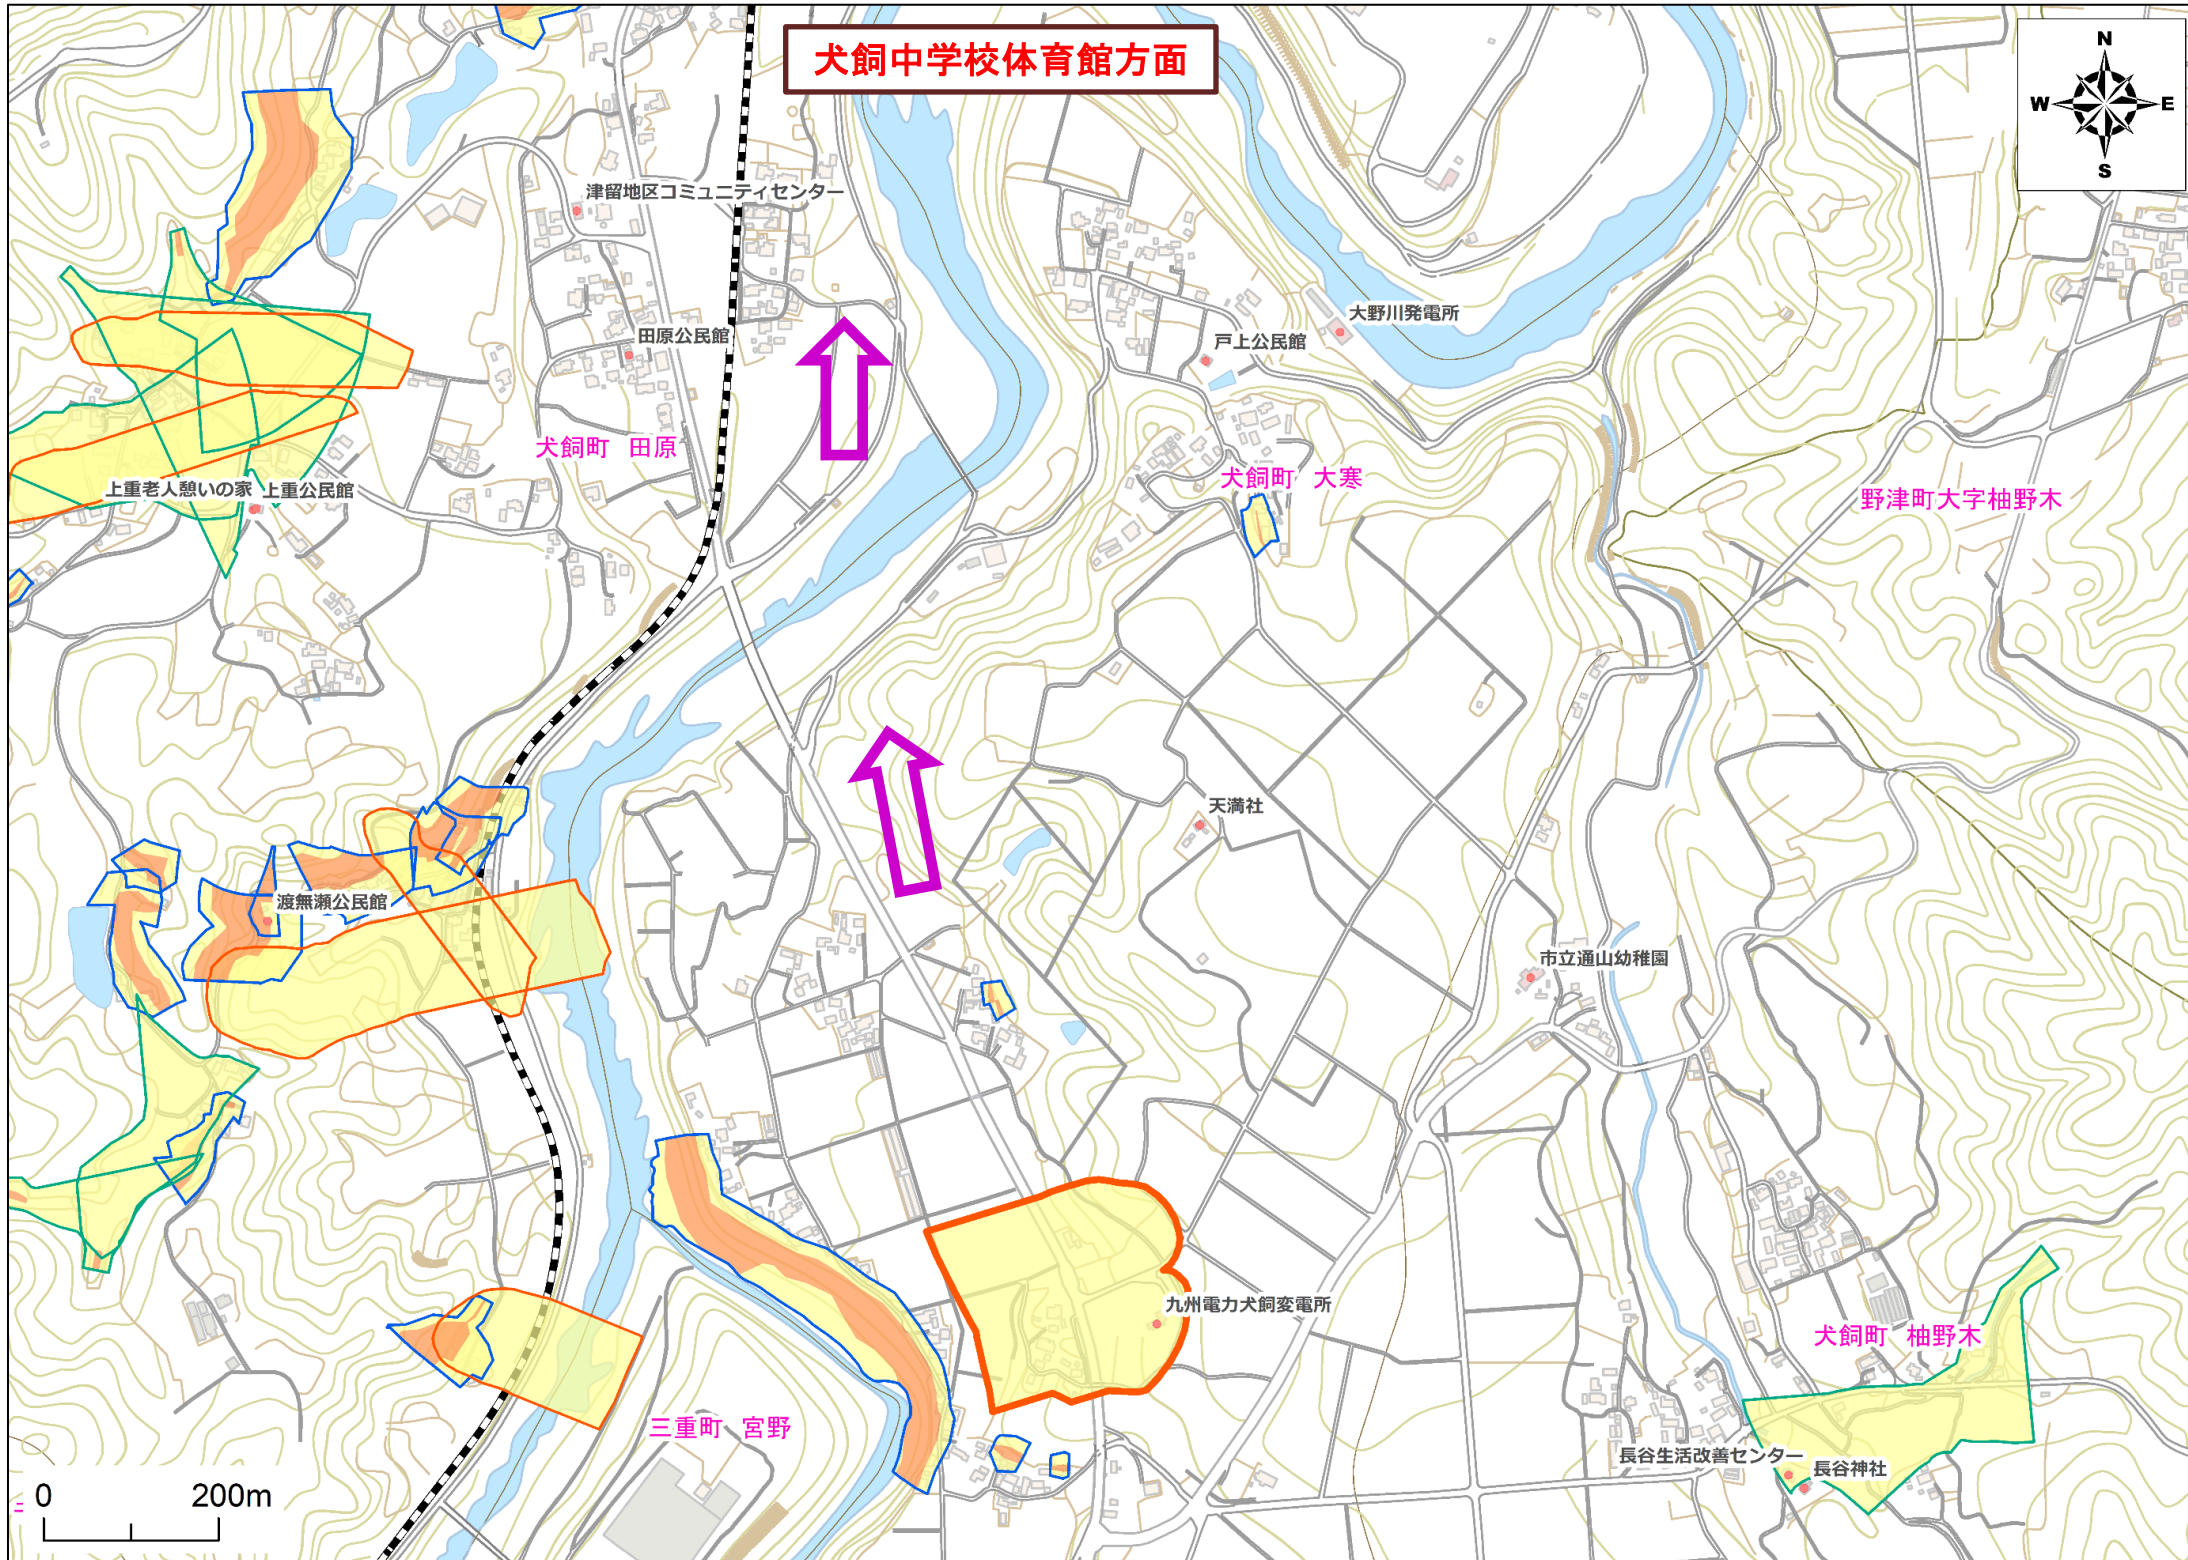 犬飼中学校体育館方面
N
W
E
S
津留地区コミュニティセンター
田原公民館
大野川発電所
戸上公民館
犬飼町 田原
犬飼町 大寒
上重老人憩いの家
上重公民館
野津町大字柚野木
天満社
渡無瀬公民館
市立通山幼稚園
九州電力犬飼変電所
犬飼町 柚野木
三重町 宮野
長谷生活改善センター
長谷神社
0
200m